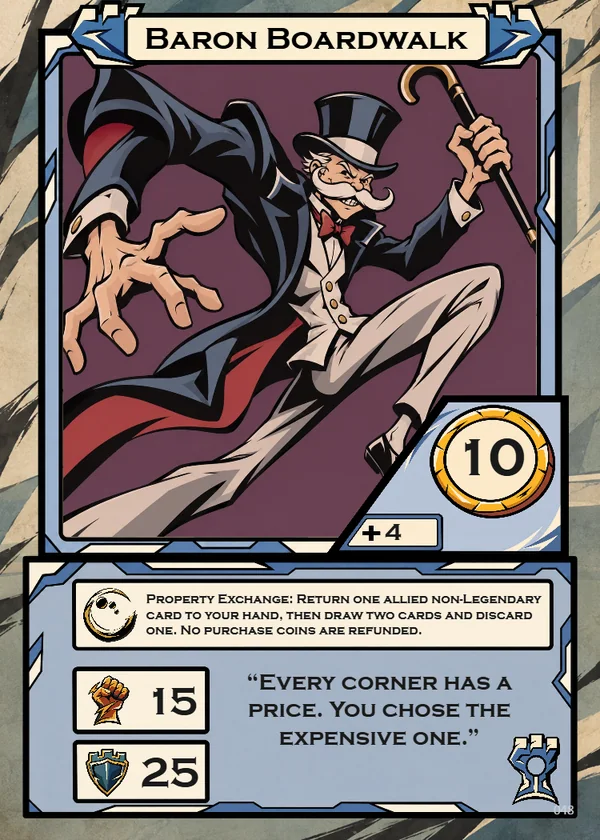 Baron Boardwalk
10
+4
Property Exchange: Return one allied non-Legendary
card to your hand, then draw two cards and discard
one. No purchase coins are refunded.
15
25
“Every corner has a
price. You chose the
expensive one.”
048